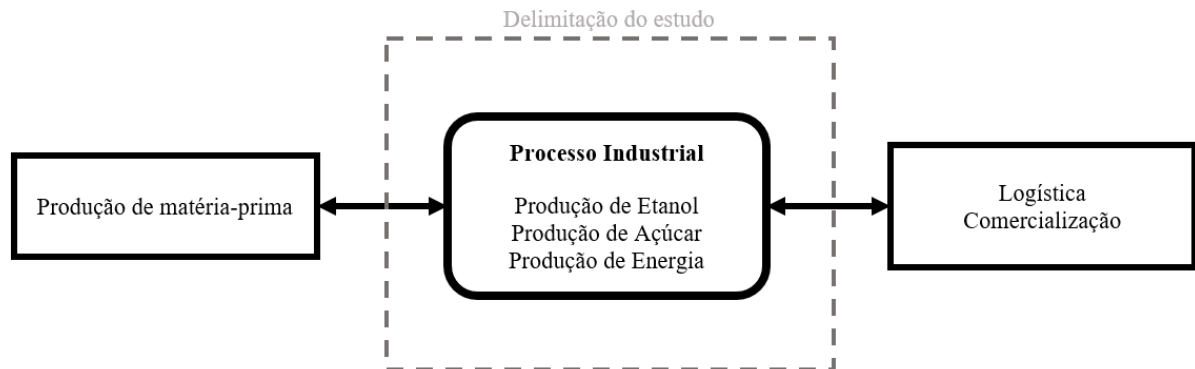 Delimitação do estudo
Produção de matéria-prima
Processo Industrial
Produção de Etanol
Produção de Açúcar
Produção de Energia
Logística
Comercialização